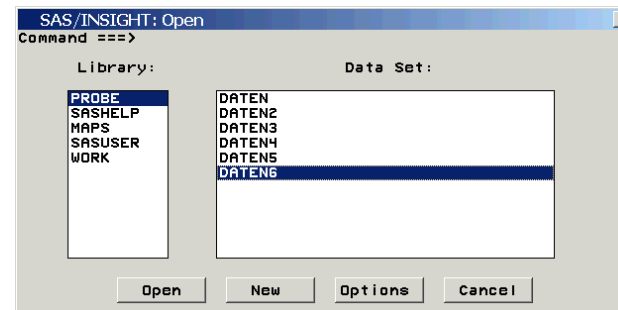 SAS/INSIGHT: Open
Command ===>
Library:
Data Set:
PROBE
SASHELP
MAPS
SASUSER
WORK
DATEN
DATEN2
DATEN3
DATEN4
DATEN5
DATEN6
Open New Options Cancel